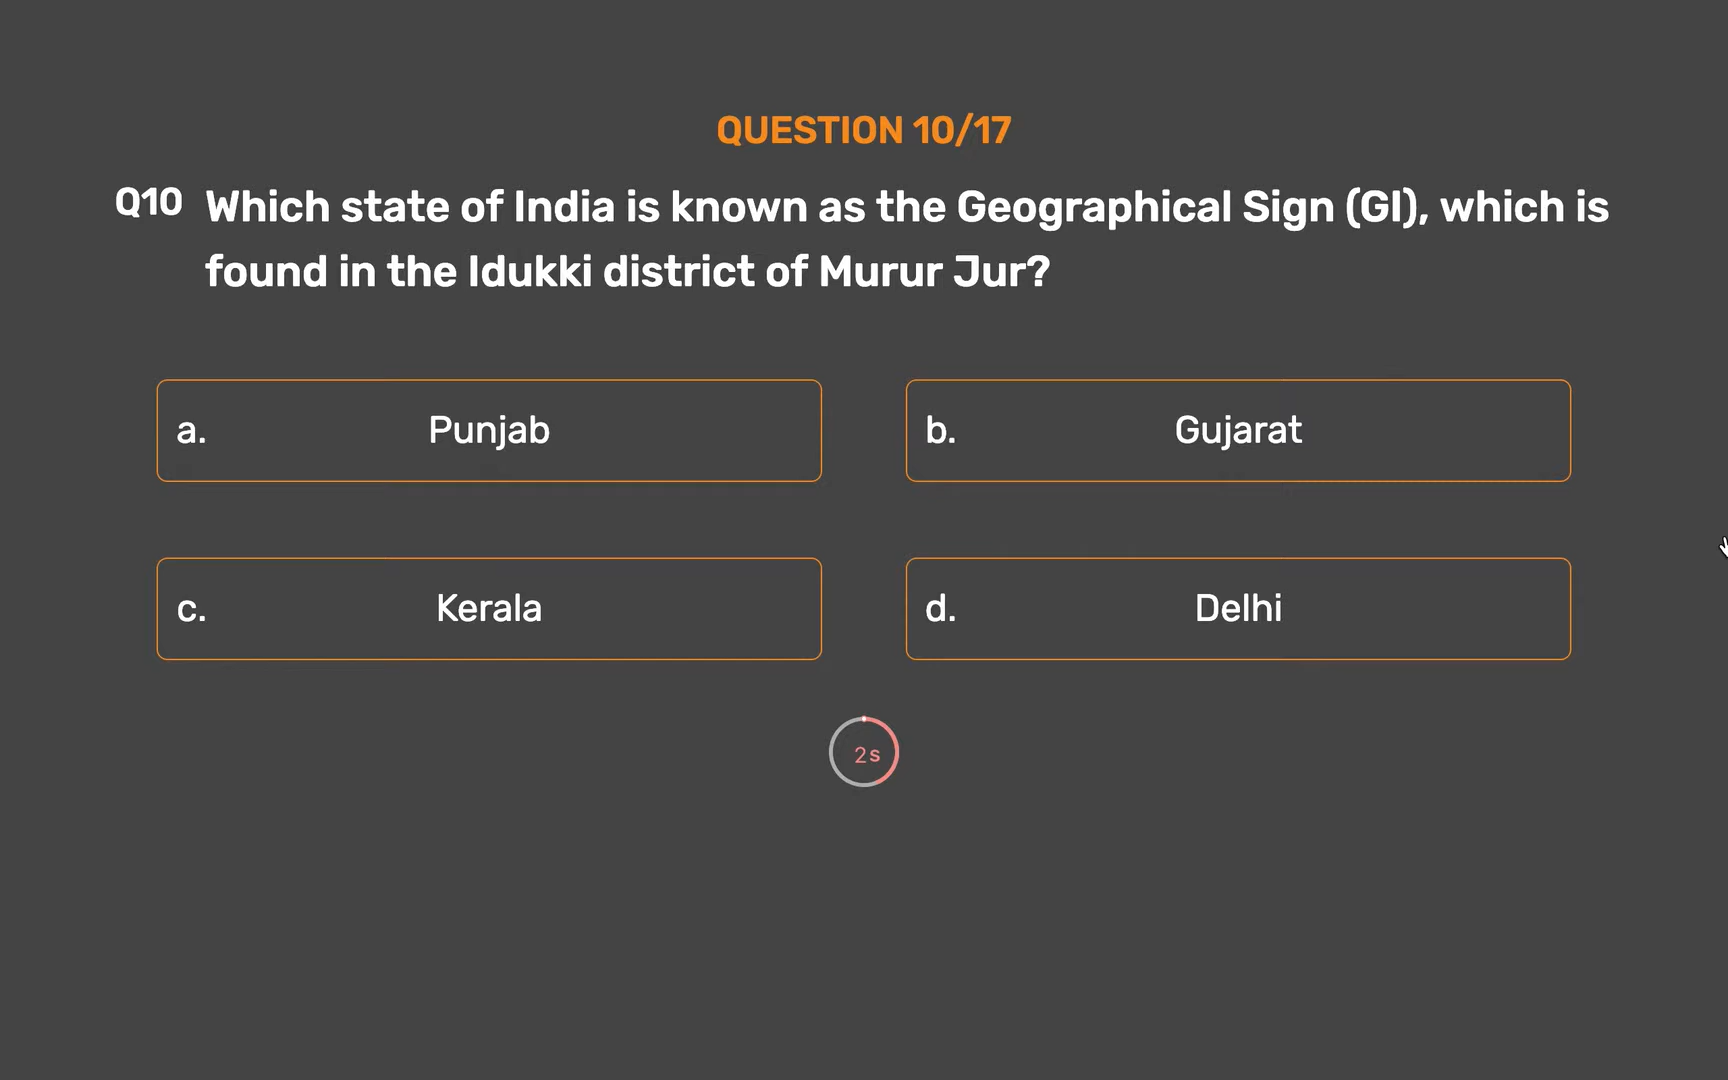 QUESTION 10/17
Q10 Which state of India is known as the Geographical Sign (GI), which is
found in the Idukki district of Murur Jur?
a. Punjab
b. Gujarat
c. Kerala
d. Delhi
2s